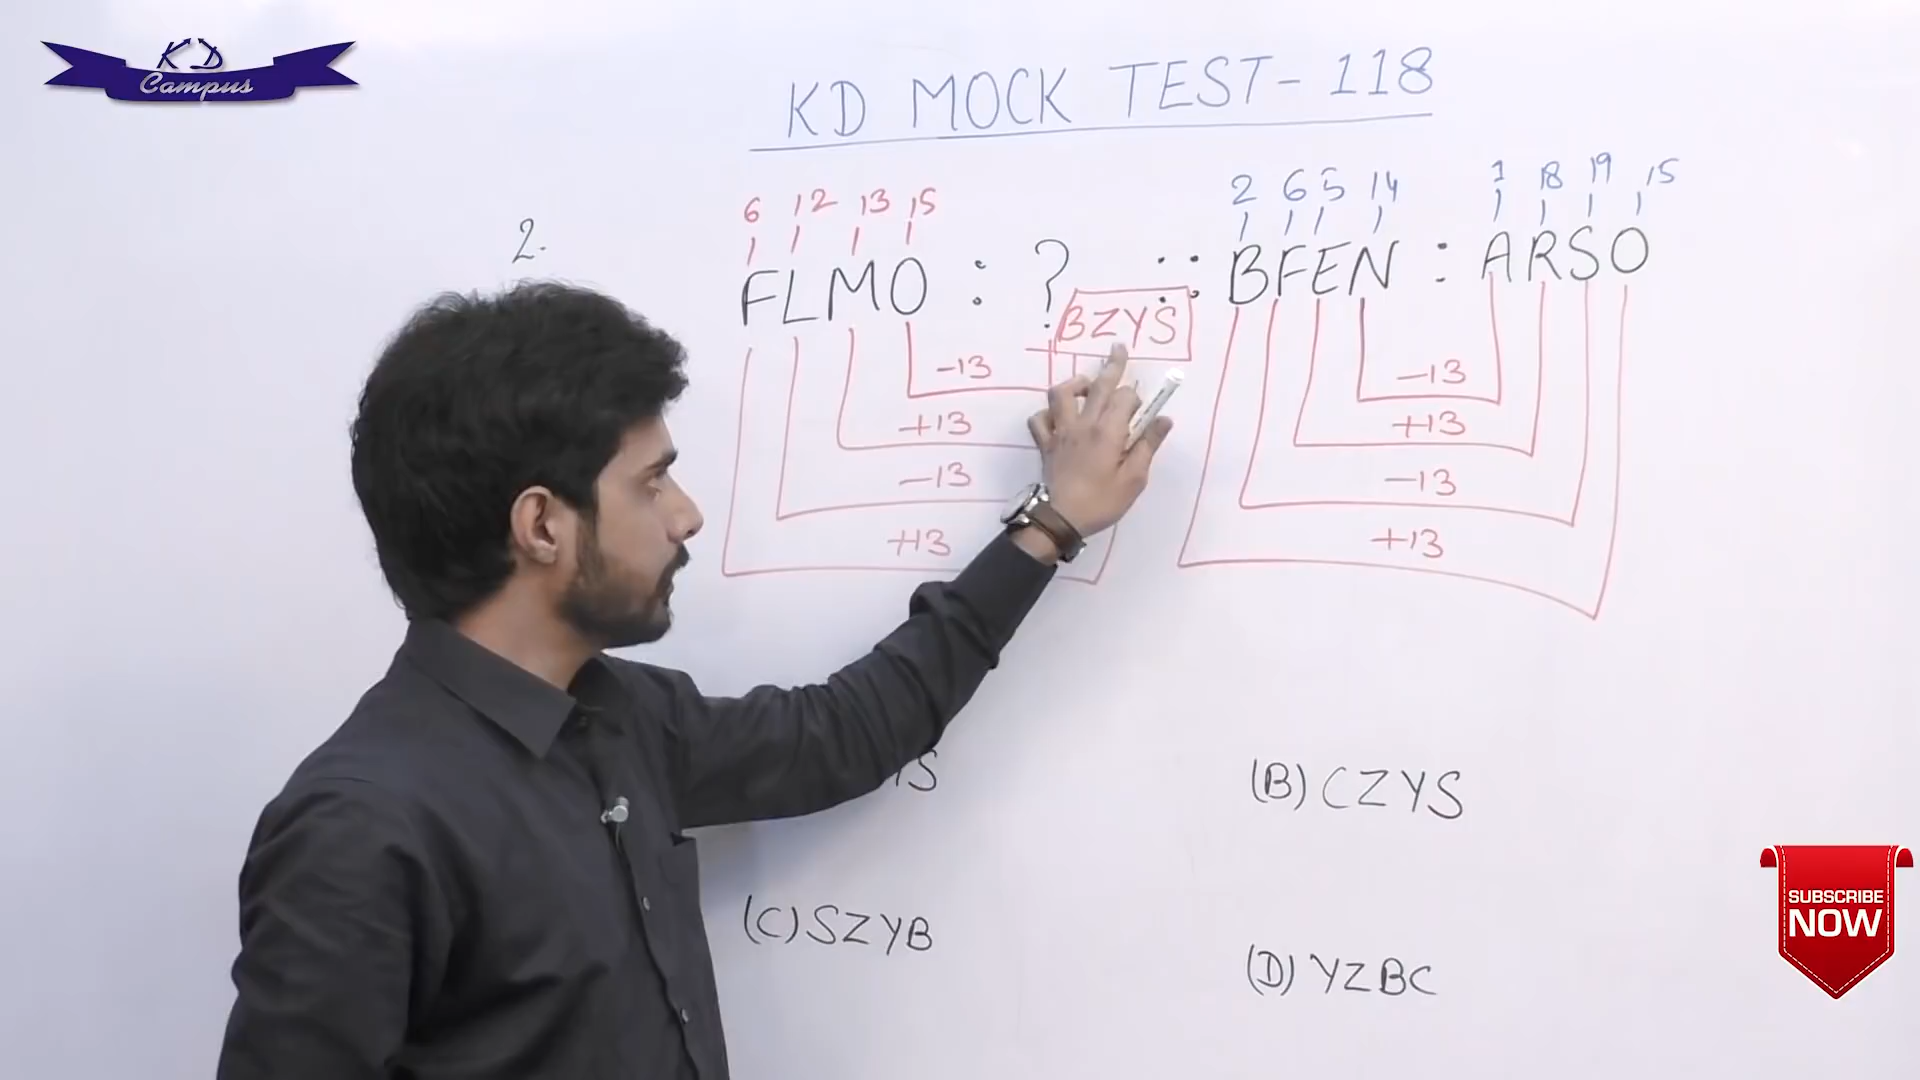 KD
Campus
KD MOCK TEST-118
6 12 13 15
2 6 5 14 1 18 19 15
2.
FLMO : ? :: BFEN : ARSO
BZYS
-13 -13
+13 +13
-13 -13
+13 +13
YS
(B) CZYS
(C) SZYB
(D) YZBC
SUBSCRIBE
NOW